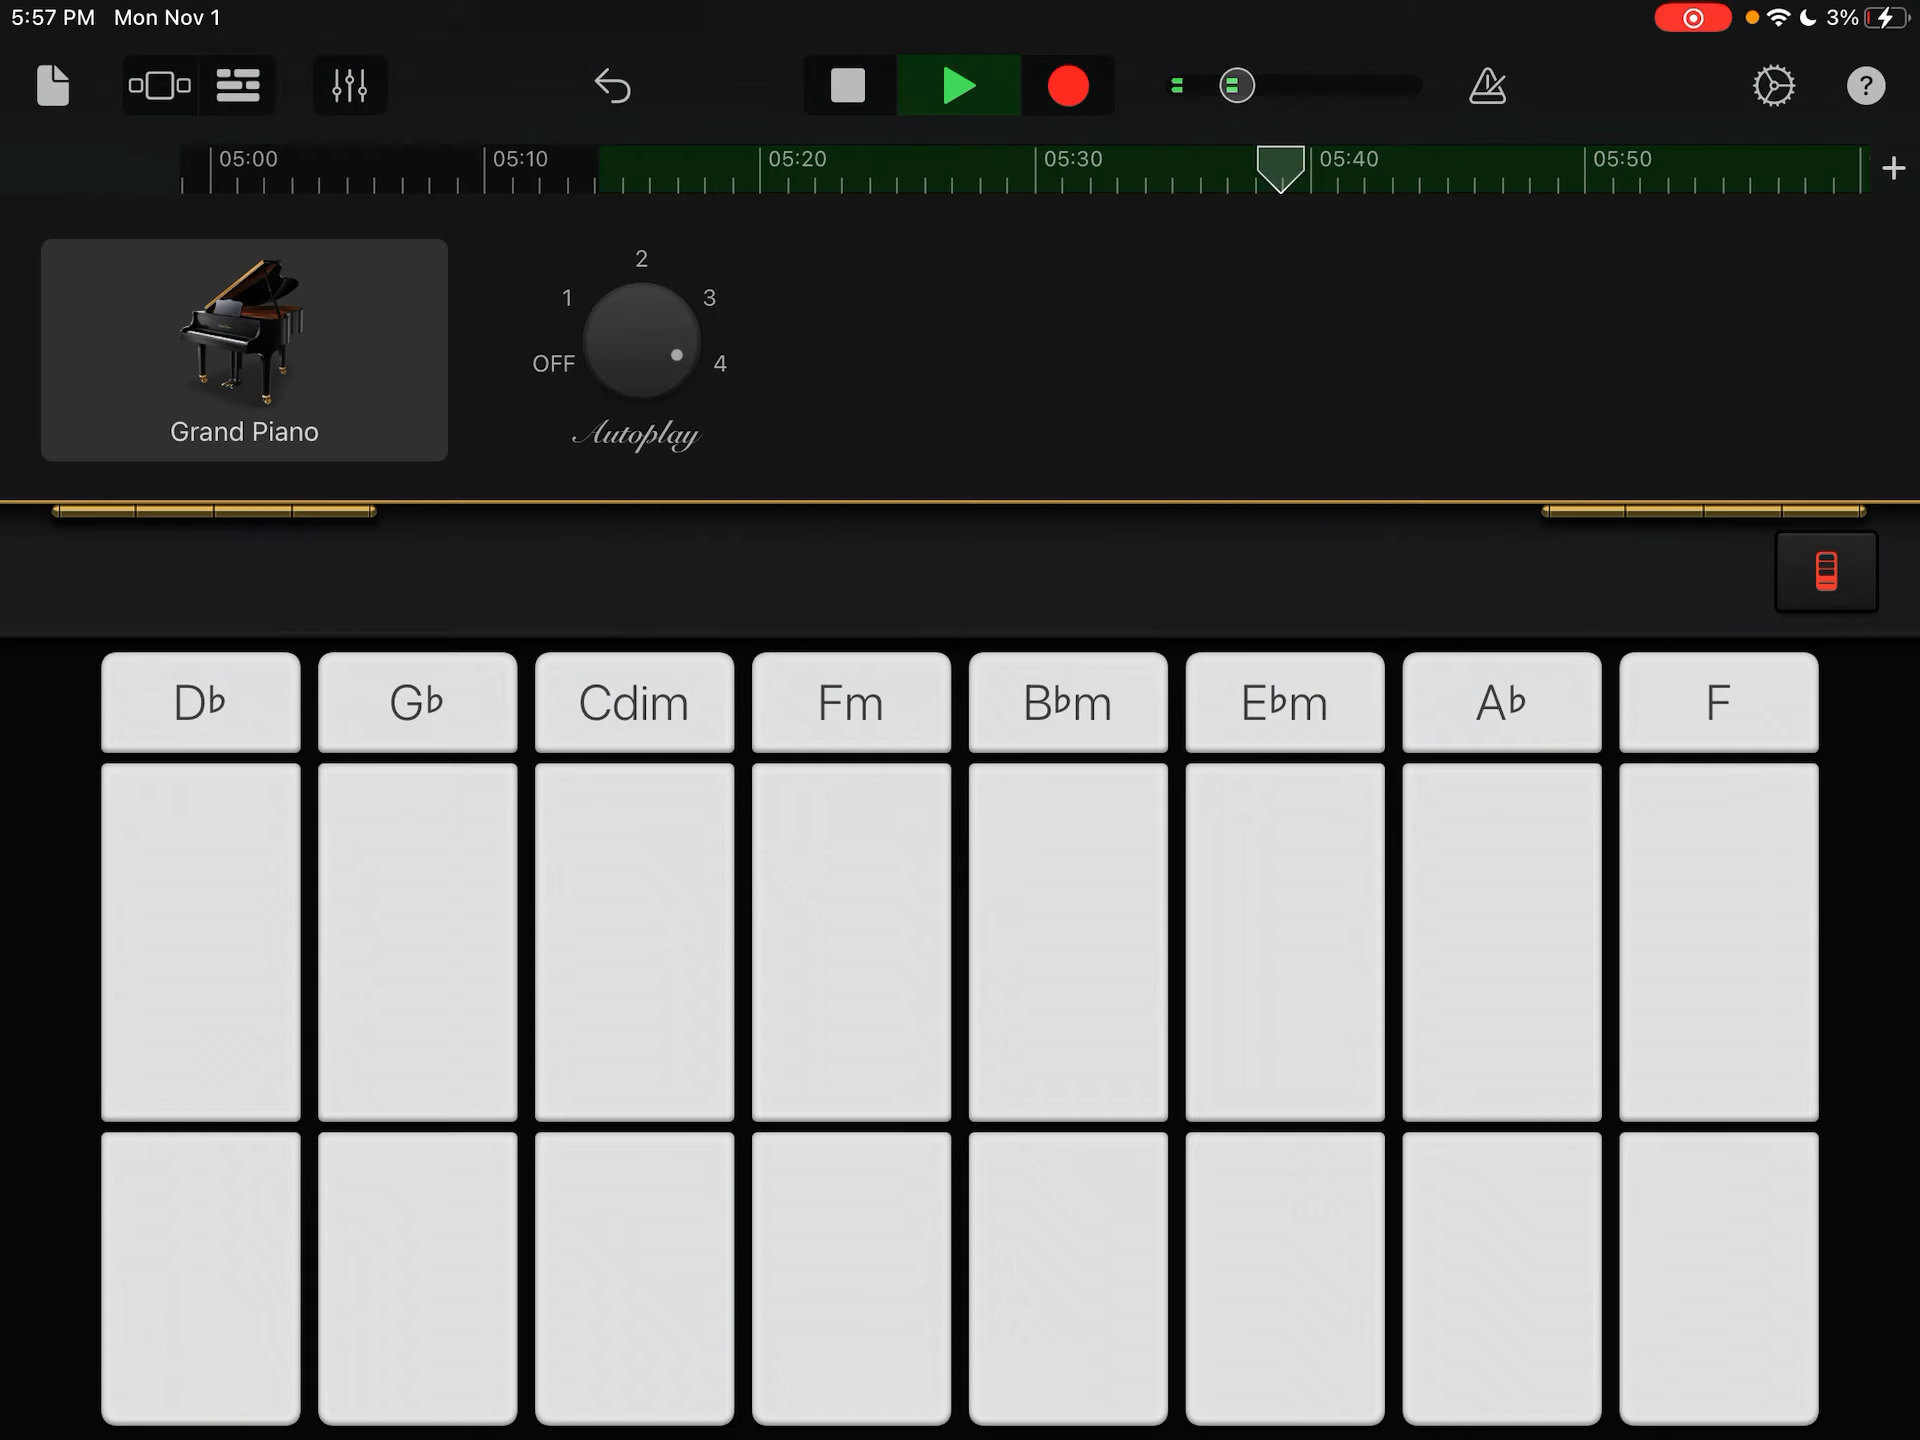 5:57 PM Mon Nov 1 3%
?
05:00 05:10 05:20 05:30 05:40 05:50
2
1 3
OFF 4
Grand Piano Autoplay
D♭ G♭ Cdim Fm B♭m E♭m A♭ F